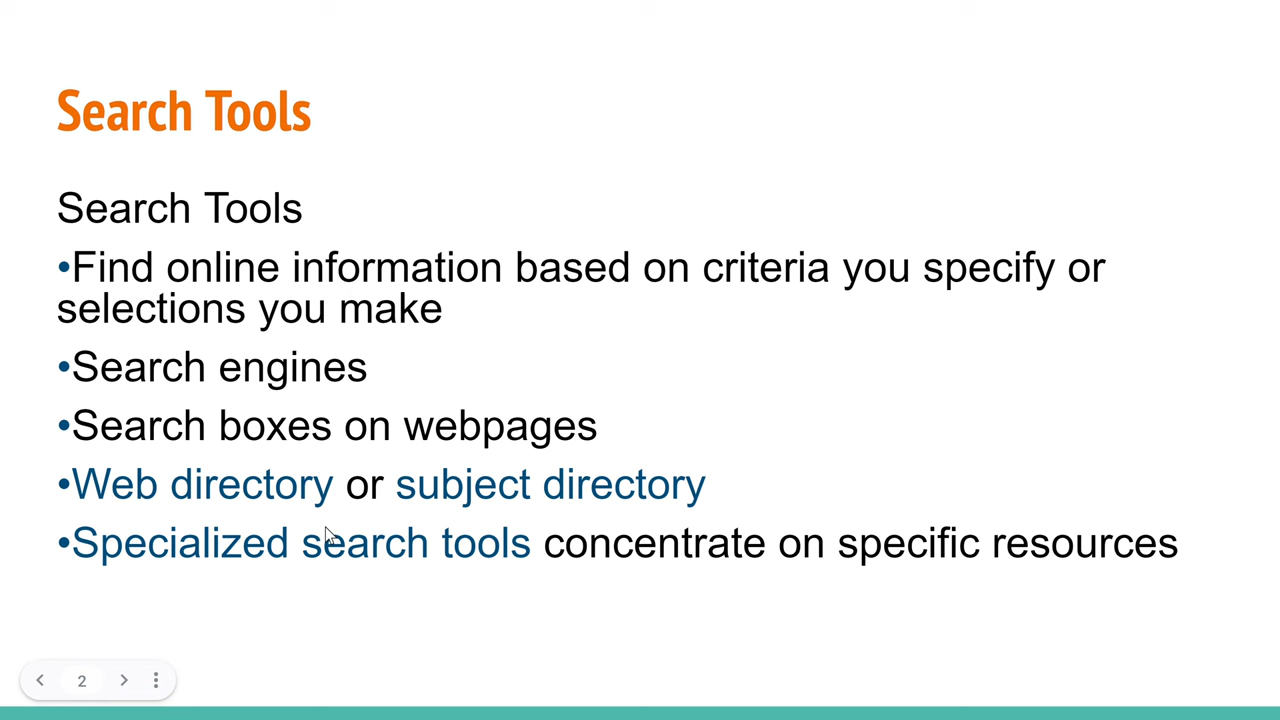 Search Tools
Search Tools
•Find online information based on criteria you specify or
selections you make
•Search engines
•Search boxes on webpages
•Web directory or subject directory
•Specialized search tools concentrate on specific resources
2